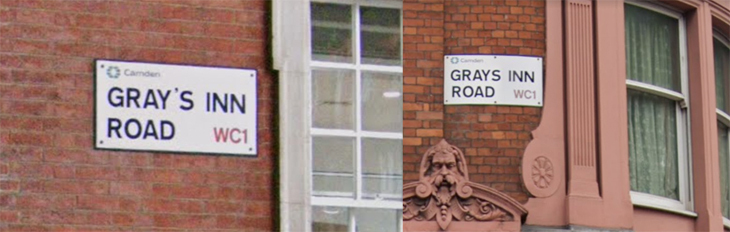 Camden
GRAY'S INN
ROAD WC1
Camden
GRAYS INN
ROAD WC1